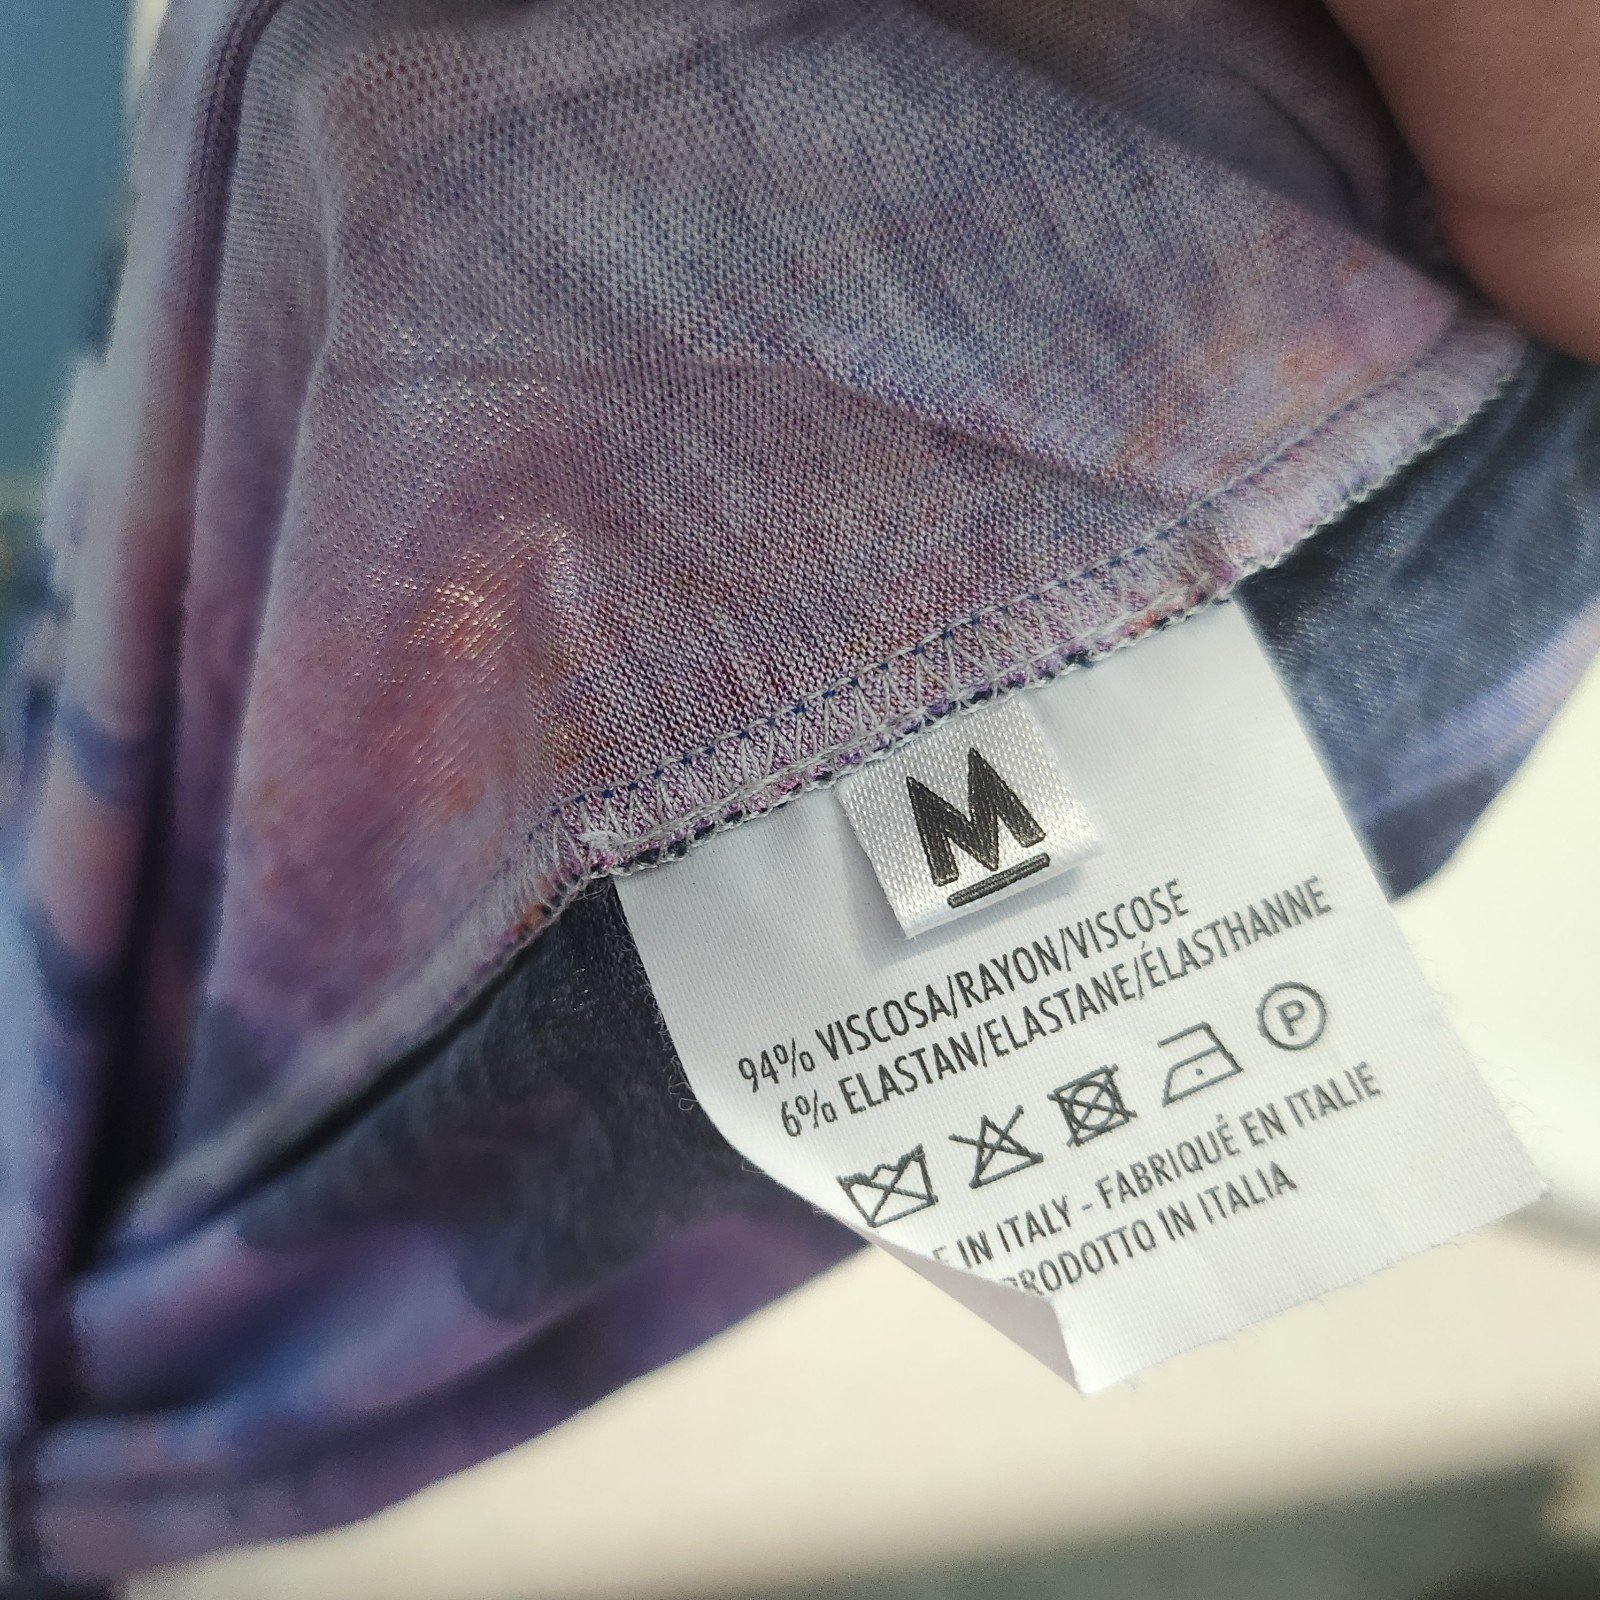 M
94% VISCOSA/RAYON/VISCOSE
6% ELASTAN/ELASTANE/ÉLASTHANNE
P
IN ITALY - FABRIQUÉ EN ITALIE
PRODOTTO IN ITALIA